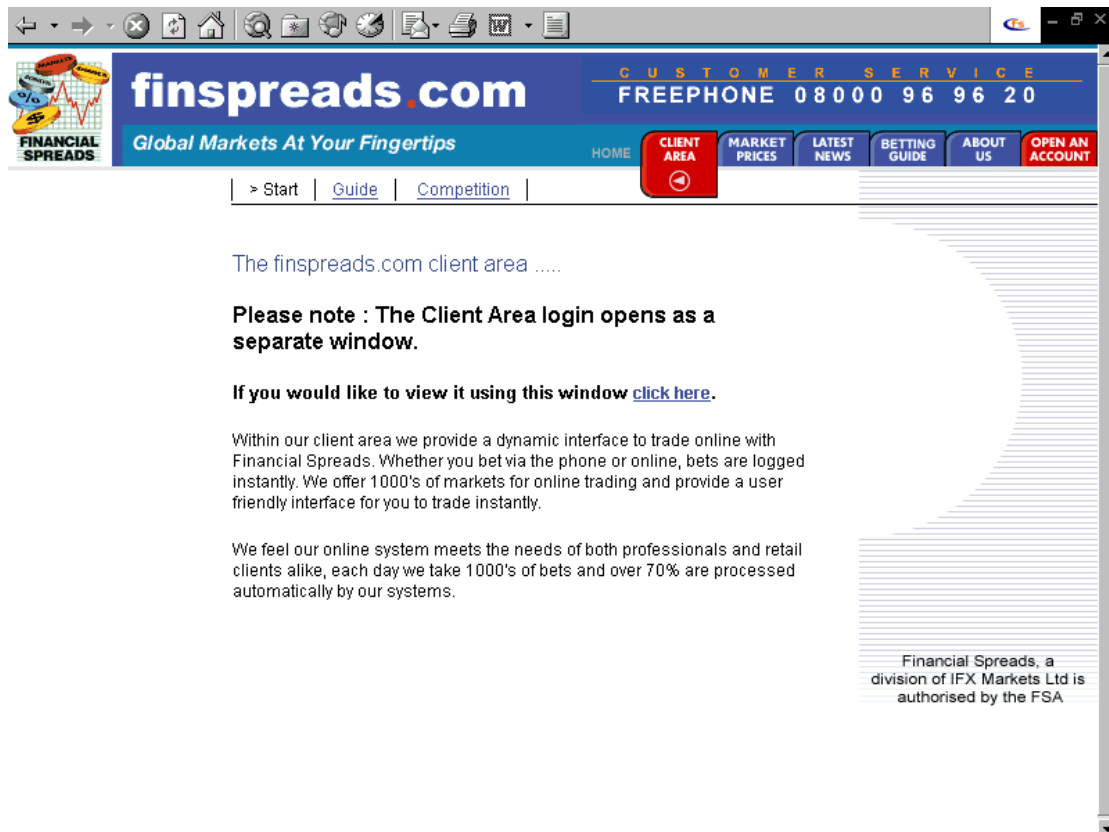 fs
MARKETS
SHARES
BONDS
%
$
FINANCIAL
SPREADS
finspreads.com
CUSTOMER SERVICE
FREEPHONE 08000 96 96 20
Global Markets At Your Fingertips
HOME
CLIENT
AREA
MARKET
PRICES
LATEST
NEWS
BETTING
GUIDE
ABOUT
US
OPEN AN
ACCOUNT
> Start | Guide | Competition |
The finspreads.com client area .....
Please note : The Client Area login opens as a
separate window.
If you would like to view it using this window click here.
Within our client area we provide a dynamic interface to trade online with
Financial Spreads. Whether you bet via the phone or online, bets are logged
instantly. We offer 1000's of markets for online trading and provide a user
friendly interface for you to trade instantly.
We feel our online system meets the needs of both professionals and retail
clients alike, each day we take 1000's of bets and over 70% are processed
automatically by our systems.
Financial Spreads, a
division of IFX Markets Ltd is
authorised by the FSA